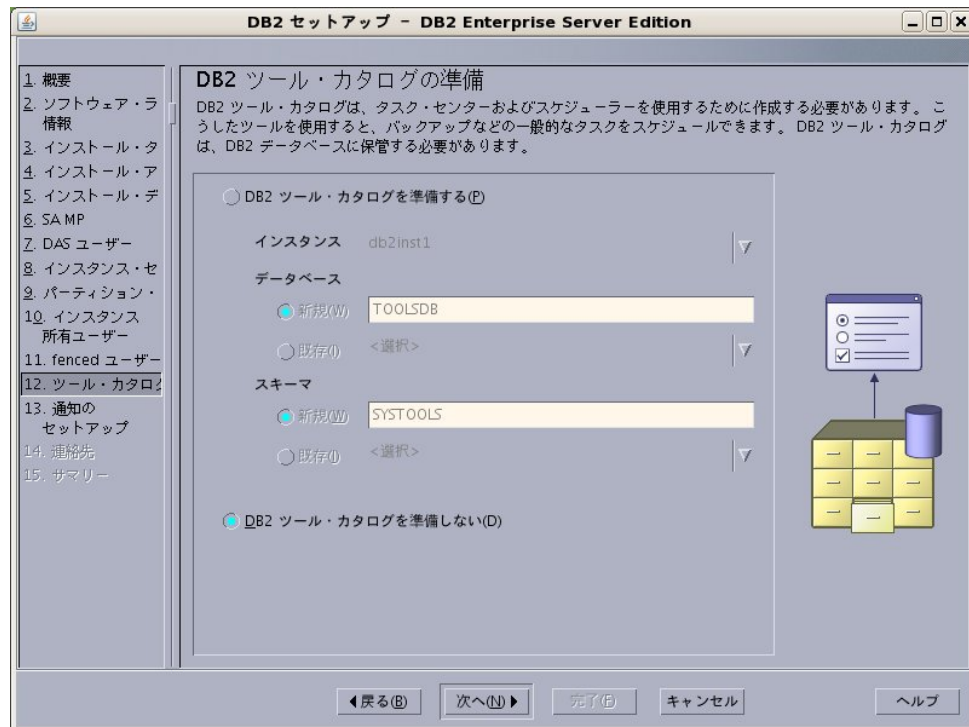 DB2 セットアップ - DB2 Enterprise Server Edition
1. 概要
2. ソフトウェア・ラ
情報
3. インストール・タ
4. インストール・ア
5. インストール・デ
6. SA MP
7. DAS ユーザー
8. インスタンス・セ
9. パーティション・
10. インスタンス
所有ユーザー
11. fenced ユーザー
12. ツール・カタログ
13. 通知の
セットアップ
14. 連絡先
15. サマリー
DB2 ツール・カタログの準備
DB2 ツール・カタログは、タスク・センターおよびスケジューラーを使用するために作成する必要があります。 こ
うしたツールを使用すると、バックアップなどの一般的なタスクをスケジュールできます。 DB2 ツール・カタログ
は、DB2 データベースに保管する必要があります。
DB2 ツール・カタログを準備する(P)
インスタンス db2inst1
データベース
新規(W) TOOLSDB
既存(I) <選択>
スキーマ
新規(W) SYSTOOLS
既存(I) <選択>
DB2 ツール・カタログを準備しない(D)
戻る(B) 次へ(N) 完了(F) キャンセル ヘルプ